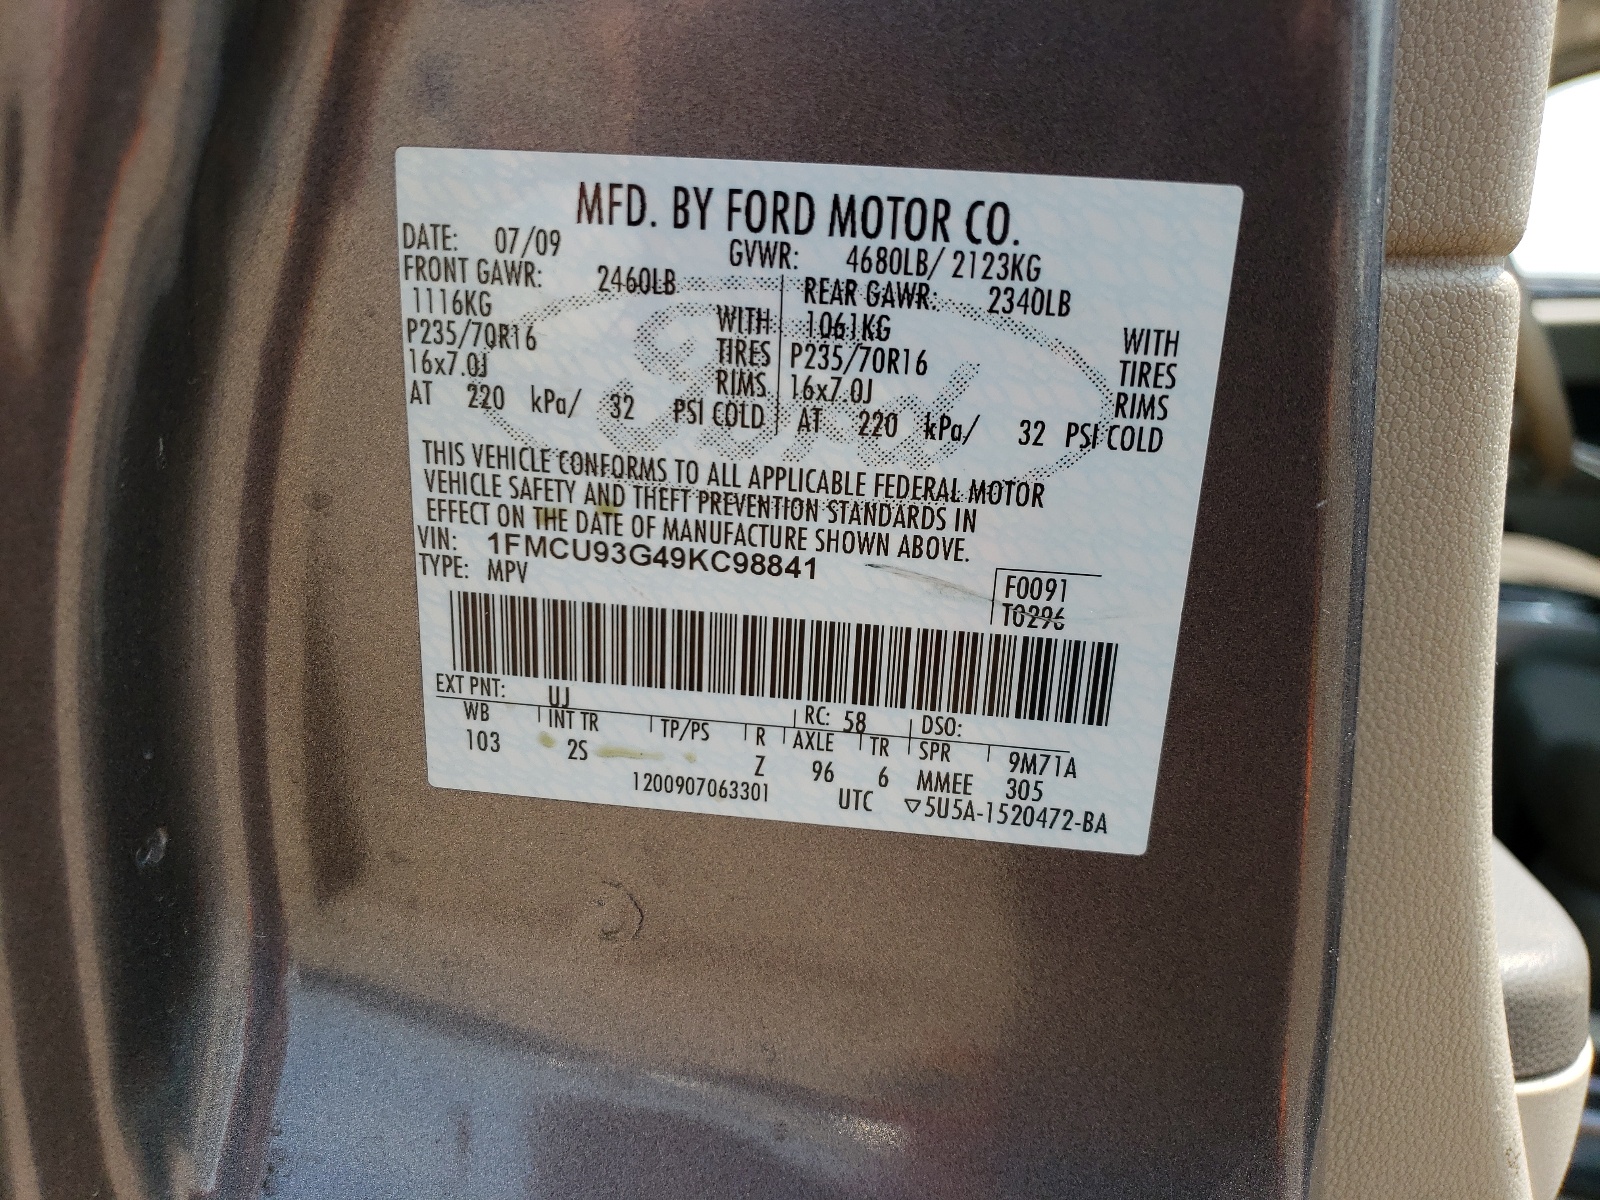 MFD. BY FORD MOTOR CO.
DATE: 07/09 GVWR: 4680LB/ 2123KG
FRONT GAWR: 2460LB REAR GAWR: 2340LB
1116KG WITH 1061KG WITH
P235/70R16 TIRES P235/70R16 TIRES
16x7.0J RIMS 16x7.0J RIMS
AT 220 kPa/ 32 PSI COLD AT 220 kPa/ 32 PSI COLD
Ford
THIS VEHICLE CONFORMS TO ALL APPLICABLE FEDERAL MOTOR
VEHICLE SAFETY AND THEFT PREVENTION STANDARDS IN
EFFECT ON THE DATE OF MANUFACTURE SHOWN ABOVE.
VIN: 1FMCU93G49KC98841
TYPE: MPV
F0091
T0296
EXT PNT: UJ RC: 58 DSO:
WB INT TR TP/PS R AXLE TR SPR 9M71A
103 2S Z 96 6 MMEE 305
1200907063301 UTC ▽5U5A-1520472-BA